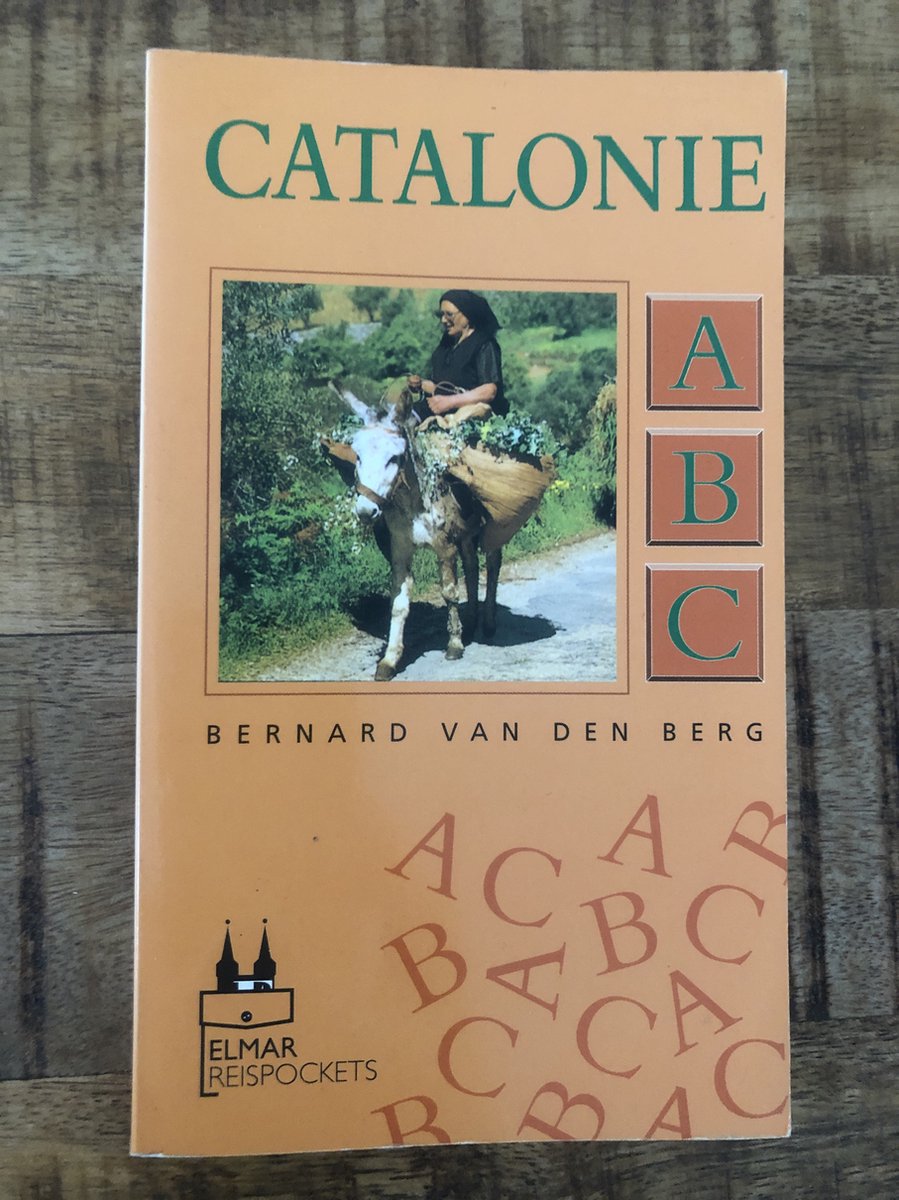 CATALONIE
A
B
C
BERNARD VAN DEN BERG
A C A B
B A B C
C C A
B B A C
ELMAR
REISPOCKETS